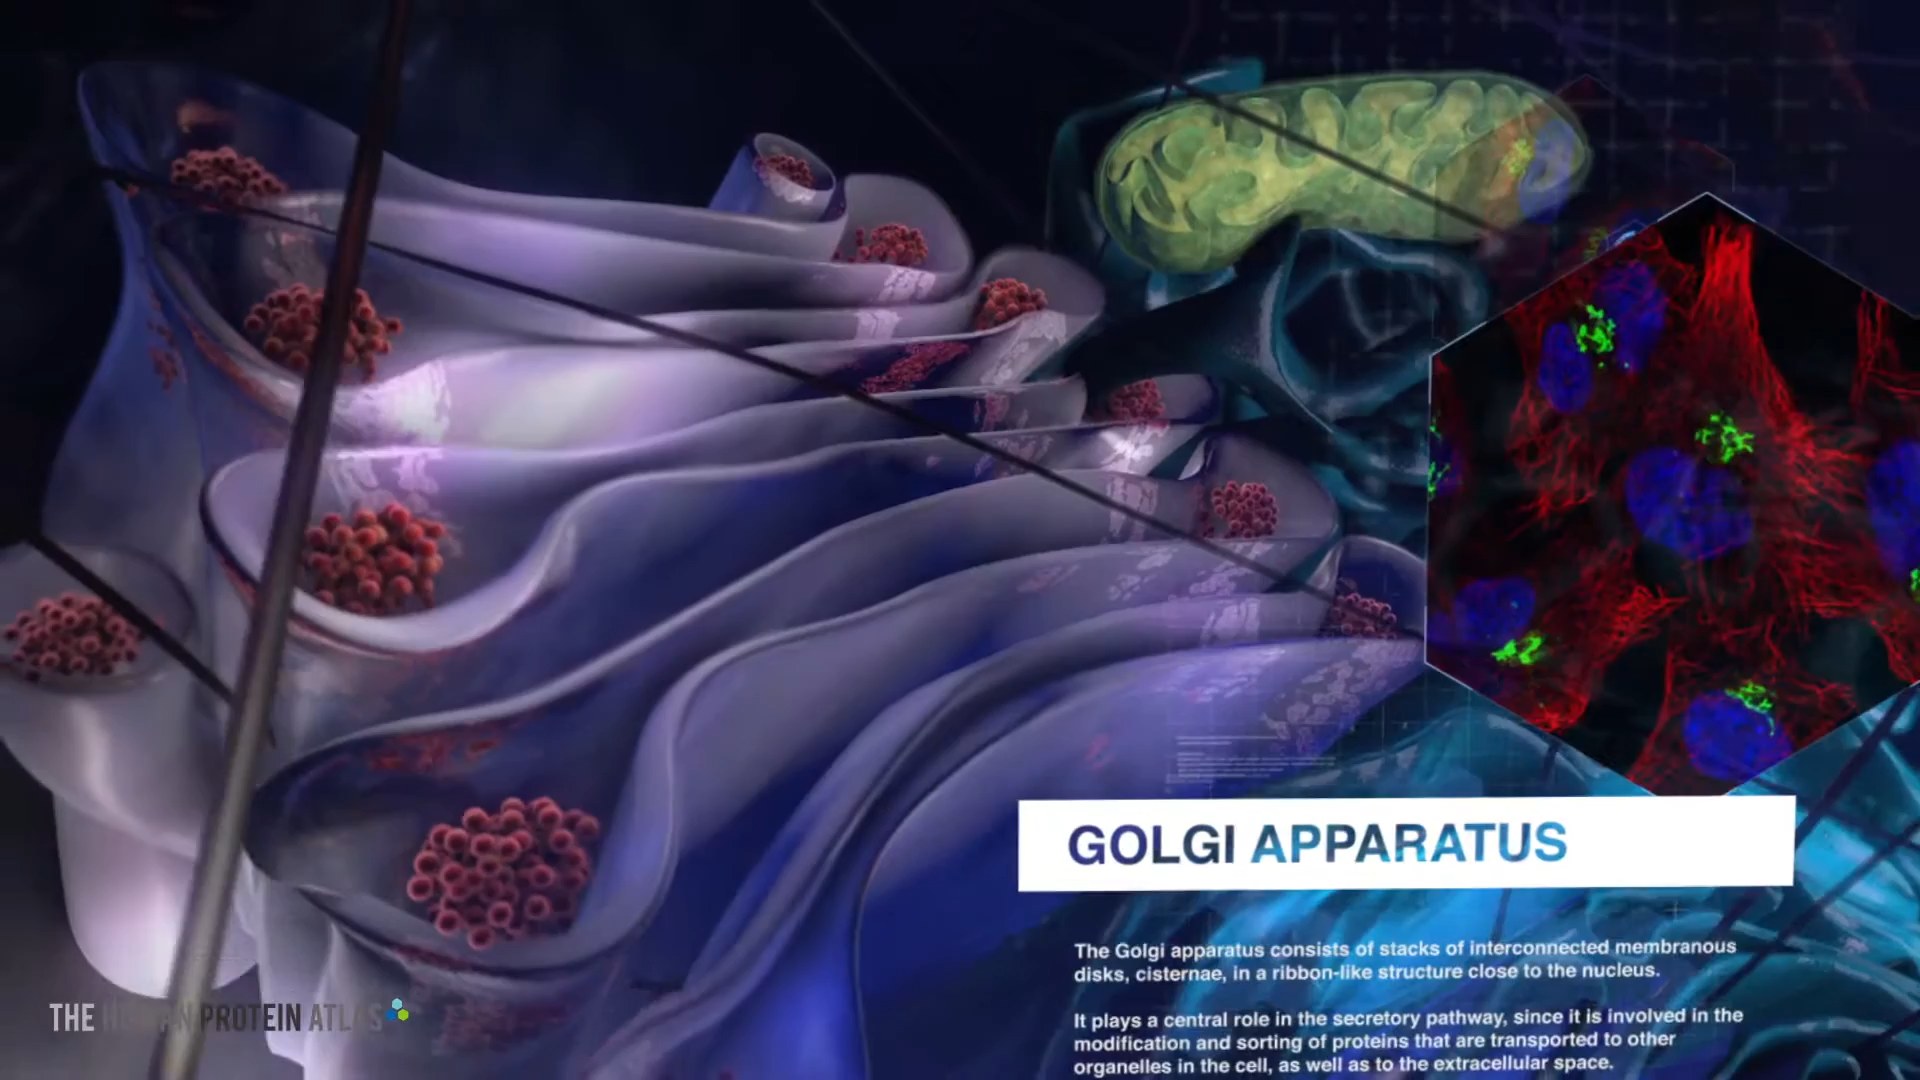 GOLGI APPARATUS
The Golgi apparatus consists of stacks of interconnected membranous
disks, cisternae, in a ribbon-like structure close to the nucleus.
It plays a central role in the secretory pathway, since it is involved in the
modification and sorting of proteins that are transported to other
organelles in the cell, as well as to the extracellular space.
THE HUMAN PROTEIN ATLAS